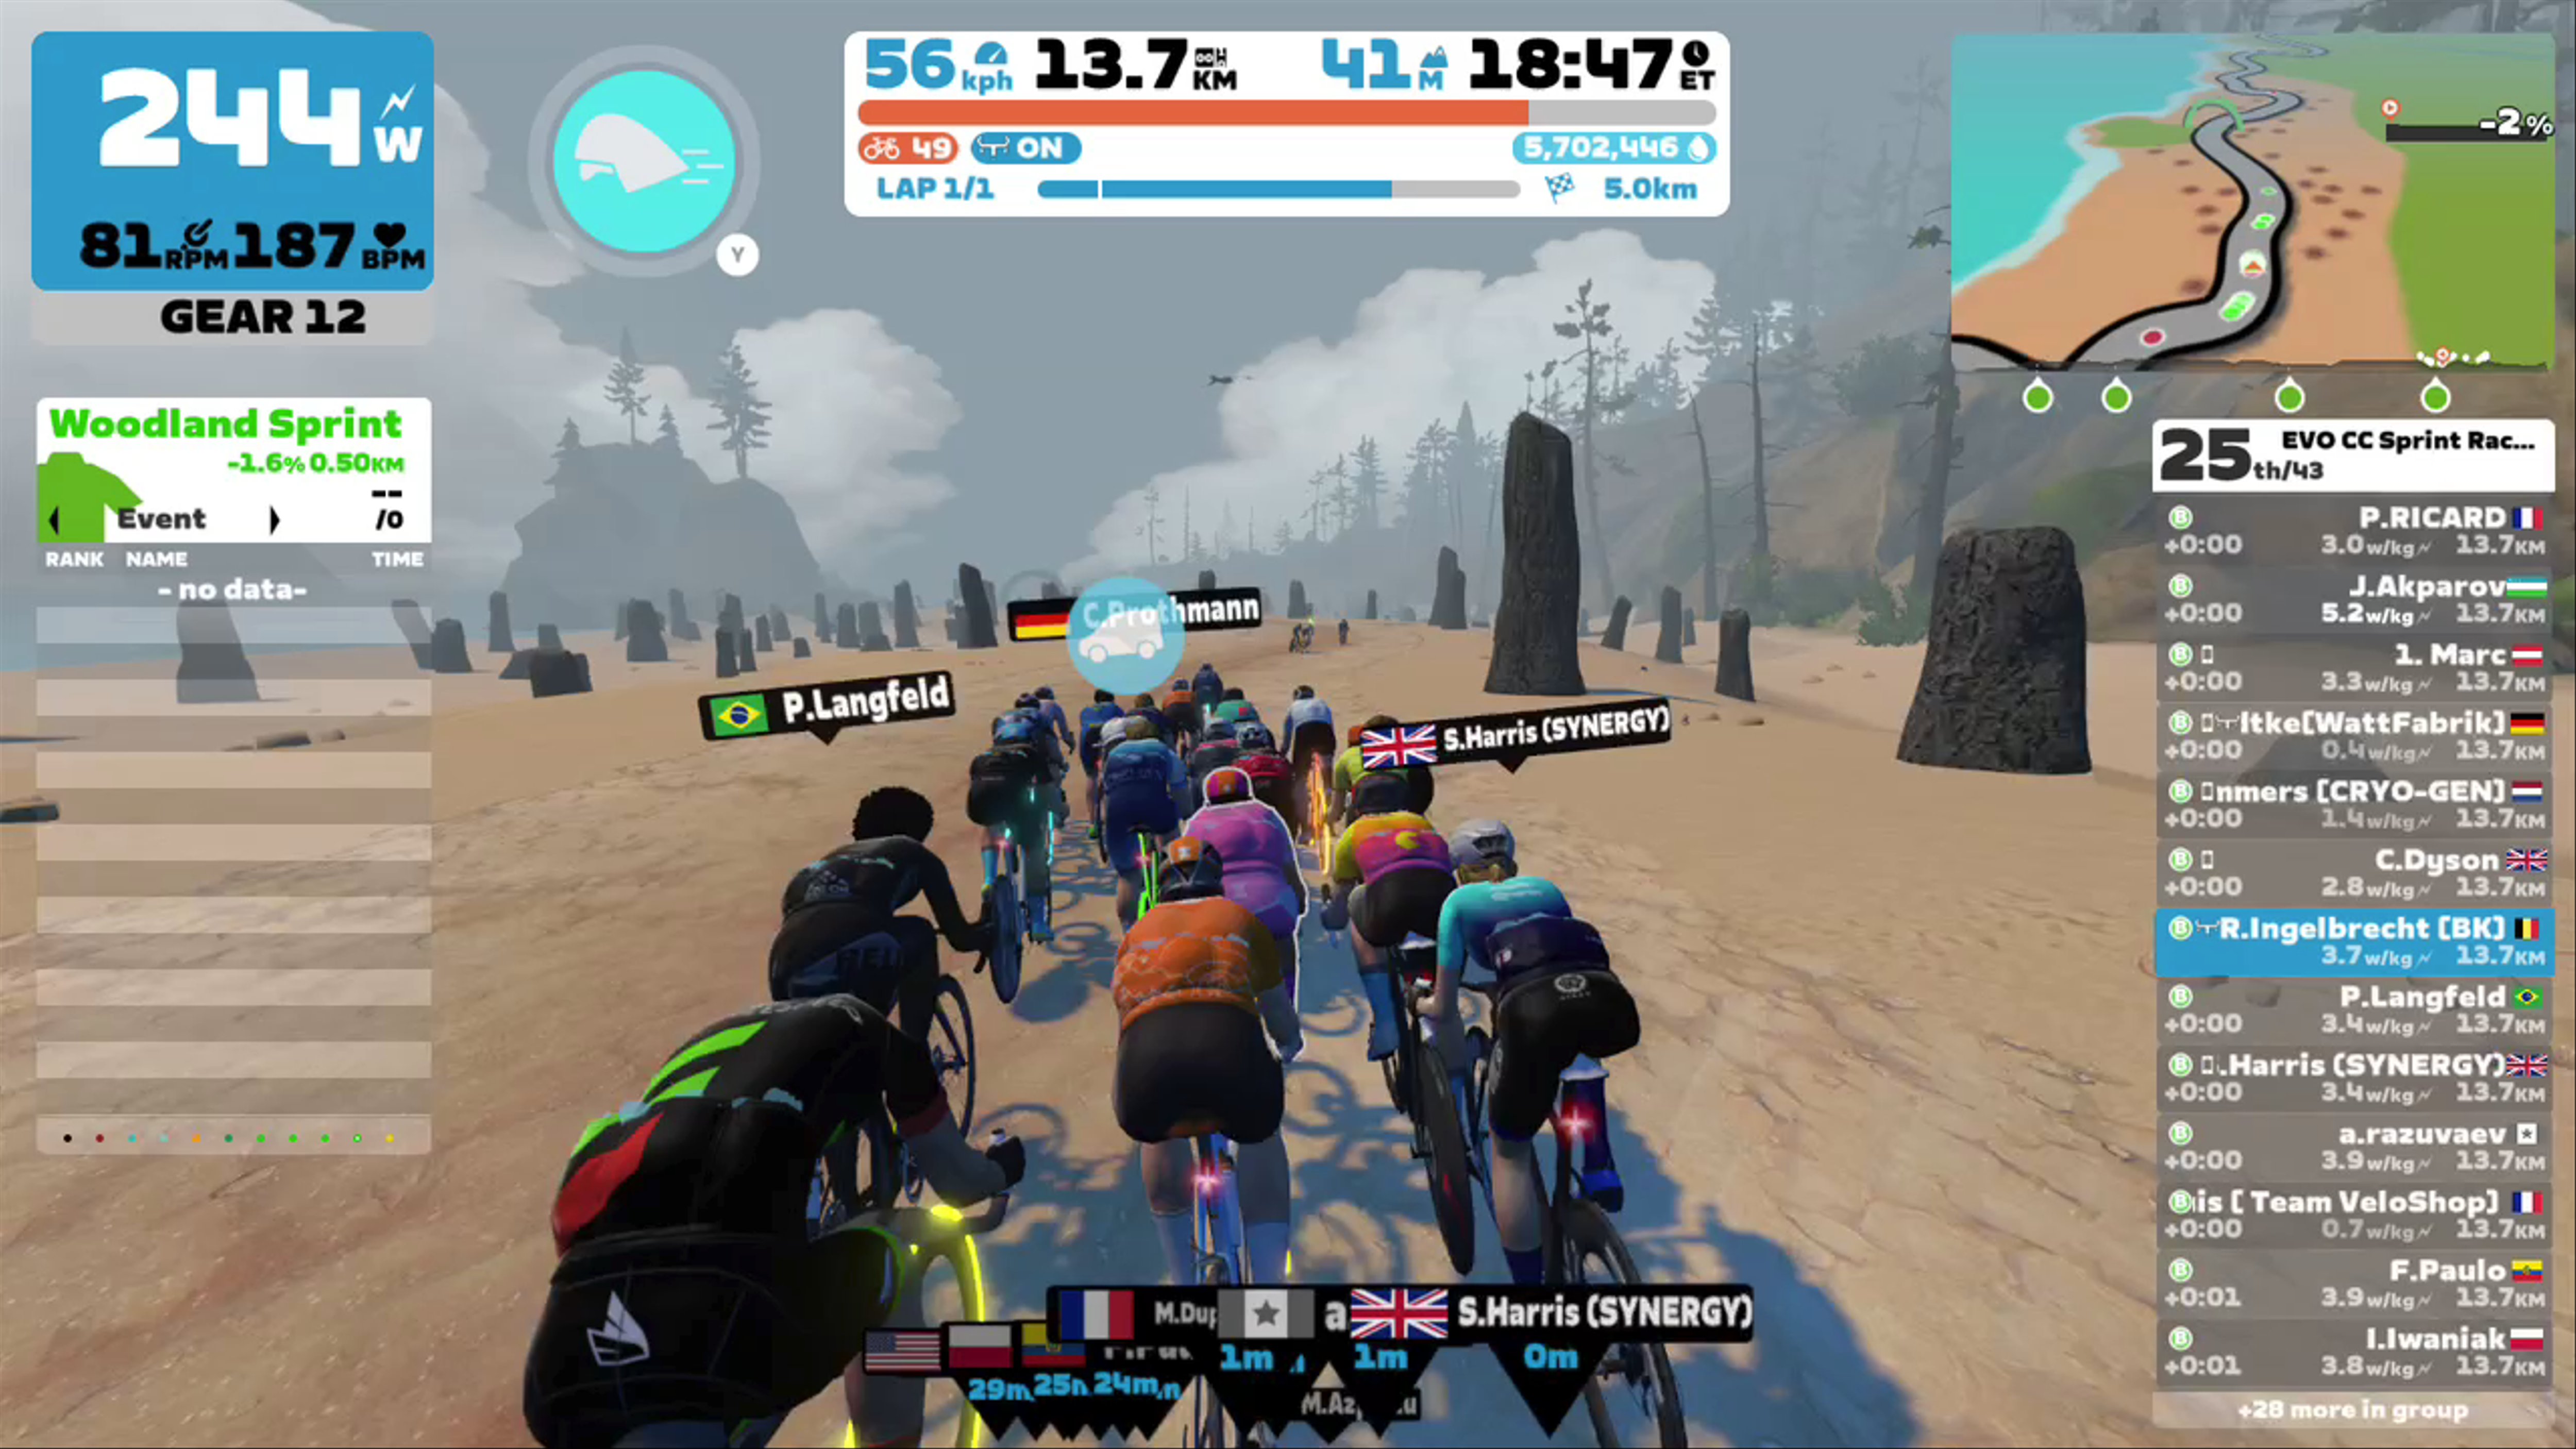 244 W
81 RPM 187 BPM
GEAR 12
Y
56 kph 13.7 KM 41 M 18:47 ET
49 ON 5,702,446
LAP 1/1 5.0km
-2%
Woodland Sprint
-1.6% 0.50KM
--
Event /0
RANK NAME TIME
- no data-
25th/43 EVO CC Sprint Rac...
B P.RICARD
+0:00 3.0 w/kg 13.7KM
B J.Akparov
+0:00 5.2 w/kg 13.7KM
B 1. Marc
+0:00 3.3 w/kg 13.7KM
B ltke[WattFabrik]
+0:00 0.4 w/kg 13.7KM
B nmers [CRYO-GEN]
+0:00 1.4 w/kg 13.7KM
B C.Dyson
+0:00 2.8 w/kg 13.7KM
B R.Ingelbrecht [BK]
3.7 w/kg 13.7KM
B P.Langfeld
+0:00 3.4 w/kg 13.7KM
B .Harris (SYNERGY)
+0:00 3.4 w/kg 13.7KM
B a.razuvaev
+0:00 3.9 w/kg 13.7KM
B is [ Team VeloShop]
+0:00 0.7 w/kg 13.7KM
B F.Paulo
+0:01 3.9 w/kg 13.7KM
B I.Iwaniak
+0:01 3.8 w/kg 13.7KM
+28 more in group
C.Prothmann
P.Langfeld
S.Harris (SYNERGY)
M.Dup a S.Harris (SYNERGY)
29m 25m 24m 1m 1m 0m